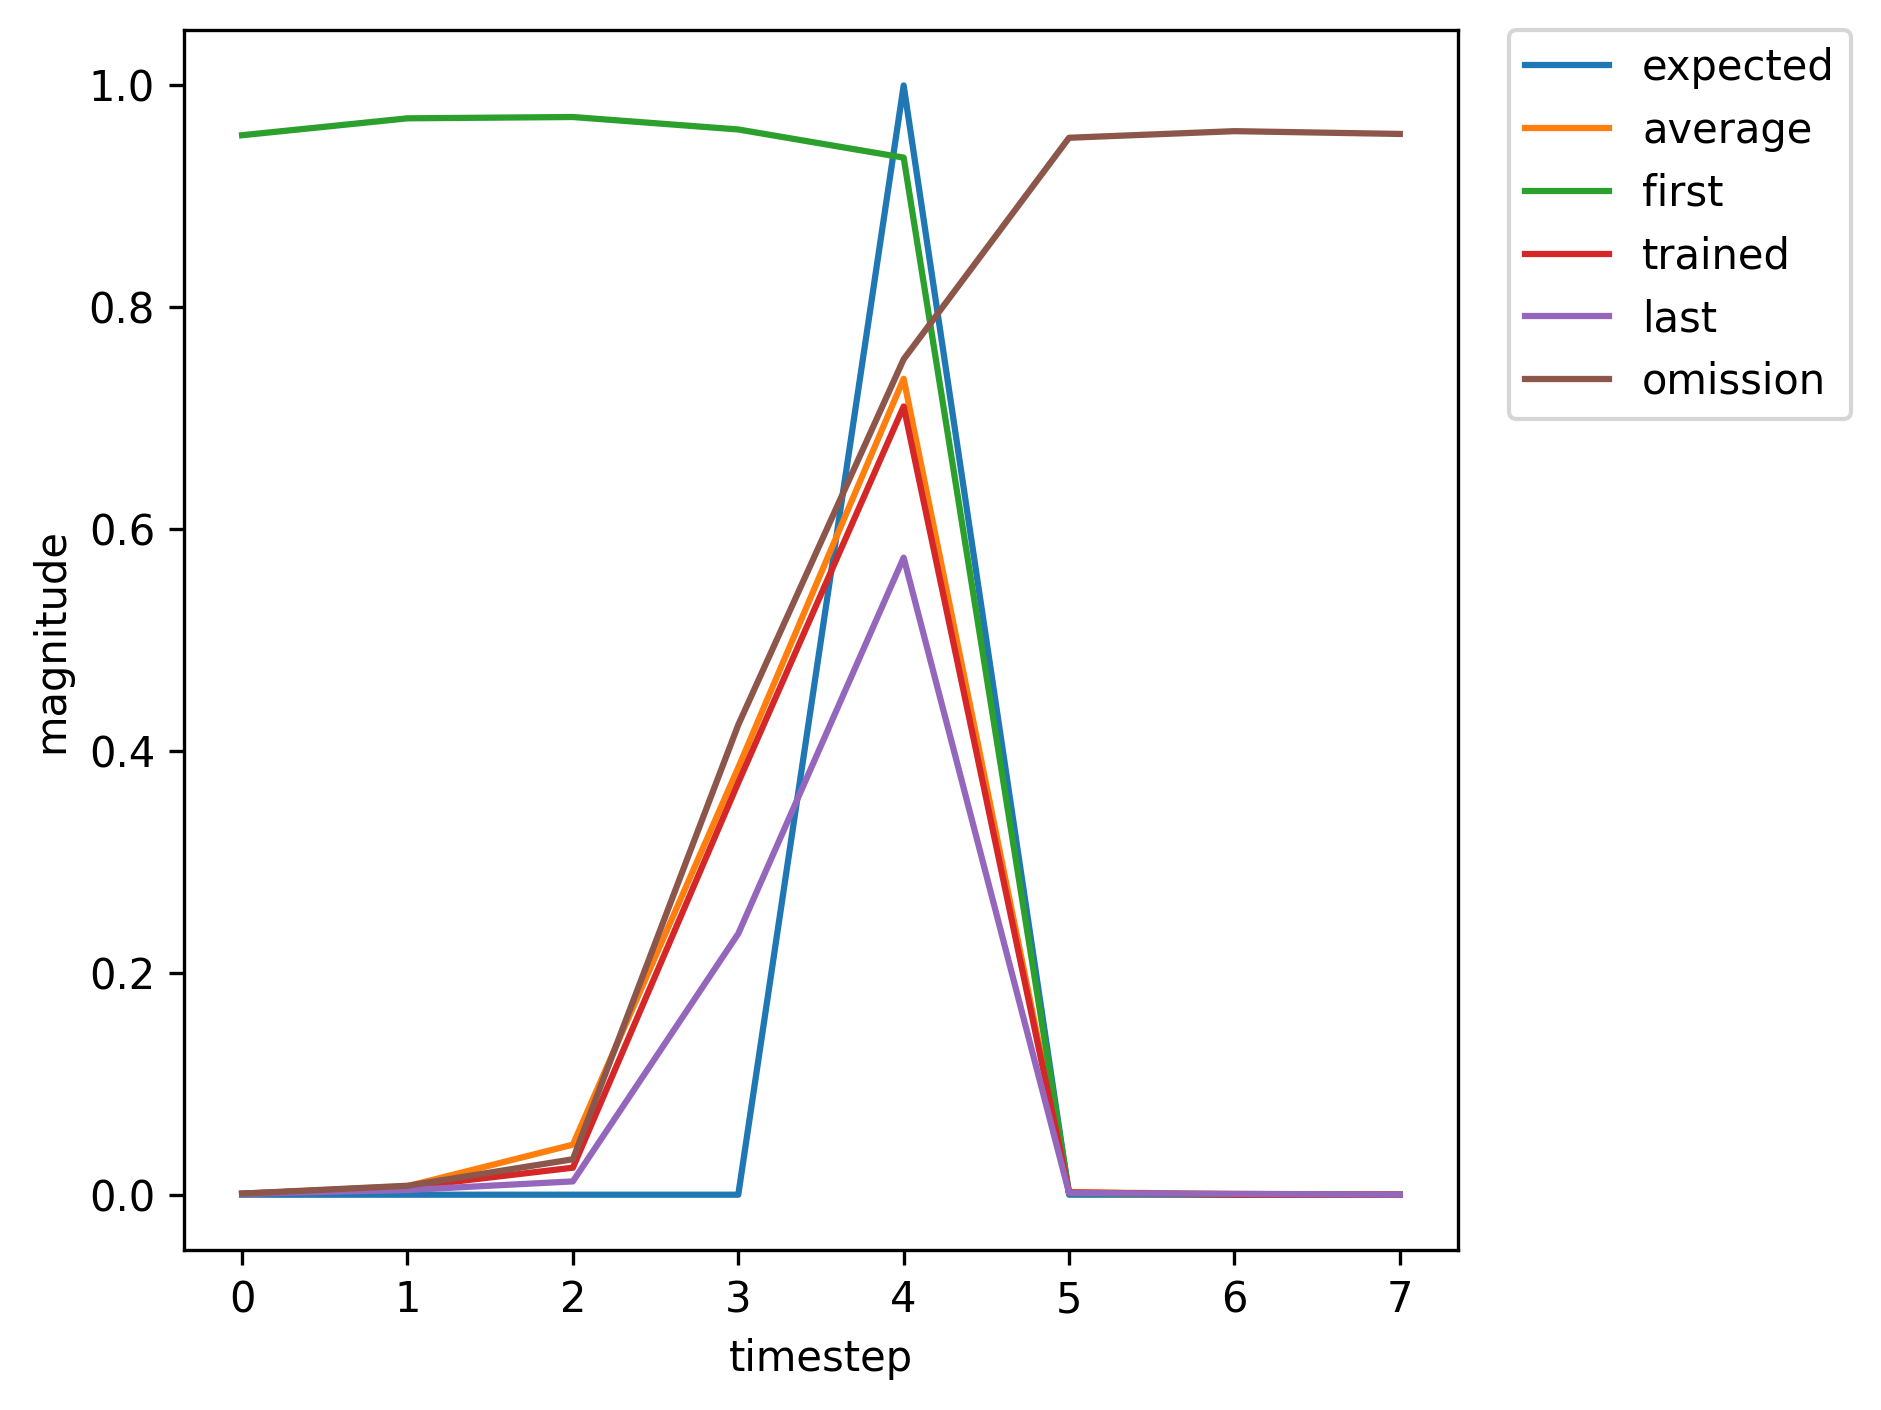 1.0
0.8
0.6
0.4
0.2
0.0
magnitude
0 1 2 3 4 5 6 7
timestep
expected
average
first
trained
last
omission